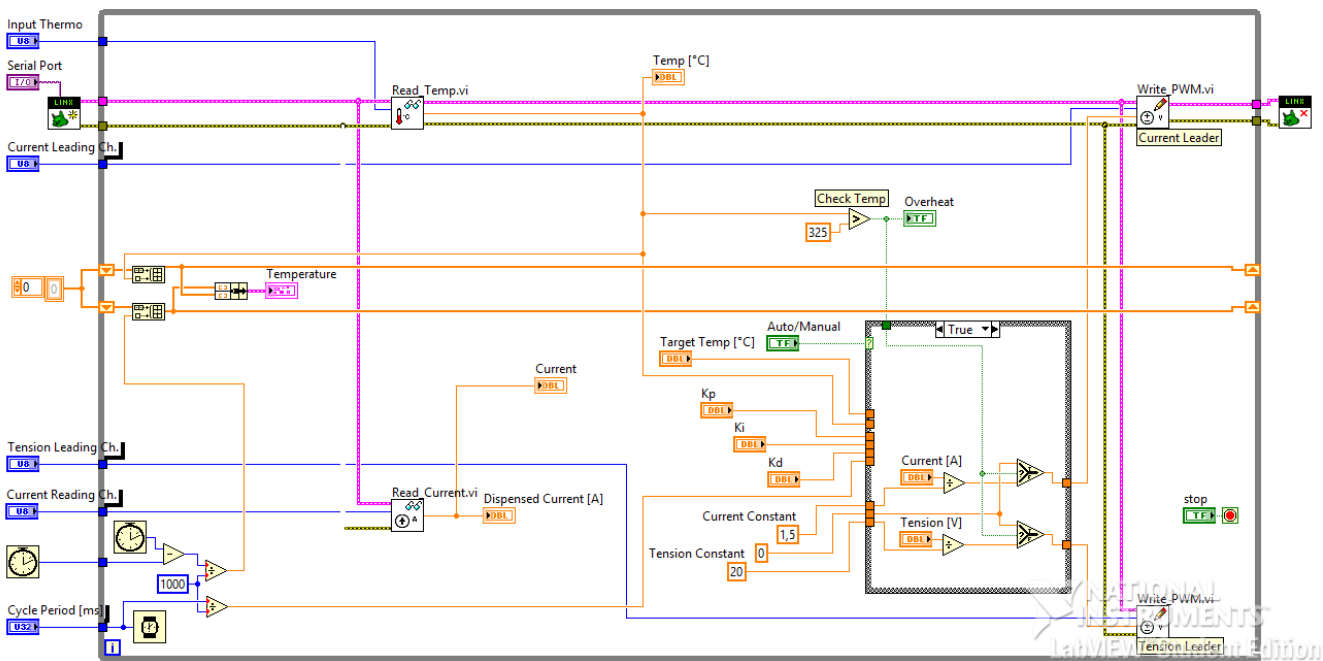 Input Thermo
U8
Serial Port
I/O
LINX
Current Leading Ch.
U8
Read_Temp.vi
°C
Temp [°C]
DBL
Write_PWM.vi
V
Current Leader
LINX
Check Temp
>
325
Overheat
TF
0
0
Temperature
Auto/Manual
TF
True
?
Target Temp [°C]
DBL
Kp
DBL
Ki
DBL
Kd
DBL
Current
DBL
Tension Leading Ch.
U8
Current Reading Ch.
U8
Read_Current.vi
A
Dispensed Current [A]
DBL
Current [A]
DBL
÷
?
Tension [V]
DBL
÷
?
Current Constant
1,5
Tension Constant
0
20
stop
TF
-
÷
1000
÷
Cycle Period [ms]
U32
i
Write_PWM.vi
V
Tension Leader
NATIONAL
INSTRUMENTS
LabVIEW Student Edition